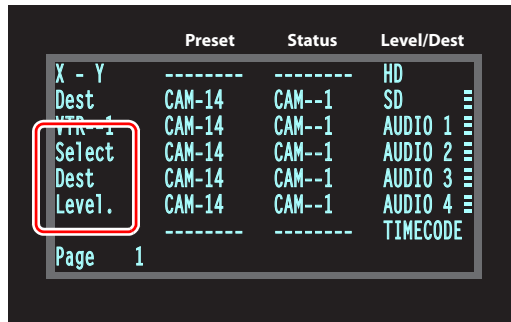 Preset Status Level/Dest
X - Y -------- -------- HD
Dest CAM-14 CAM--1 SD
VTR--1 CAM-14 CAM--1 AUDIO 1
Select CAM-14 CAM--1 AUDIO 2
Dest CAM-14 CAM--1 AUDIO 3
Level. CAM-14 CAM--1 AUDIO 4
-------- -------- TIMECODE
Page 1